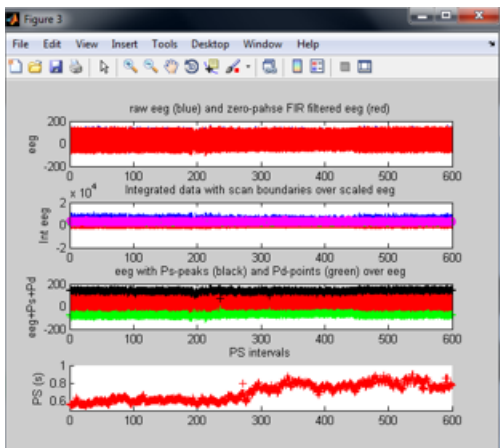 Figure 3
File Edit View Insert Tools Desktop Window Help
raw eeg (blue) and zero-pahse FIR filtered eeg (red)
200
0
-200
eeg
0 100 200 300 400 500 600
x 10^4
Integrated data with scan boundaries over scaled eeg
2
0
-2
Int eeg
0 100 200 300 400 500 600
eeg with Ps-peaks (black) and Pd-points (green) over eeg
200
0
-200
eeg+Ps+Pd
0 100 200 300 400 500 600
PS intervals
1
0.8
0.6
PS (s)
0 100 200 300 400 500 600